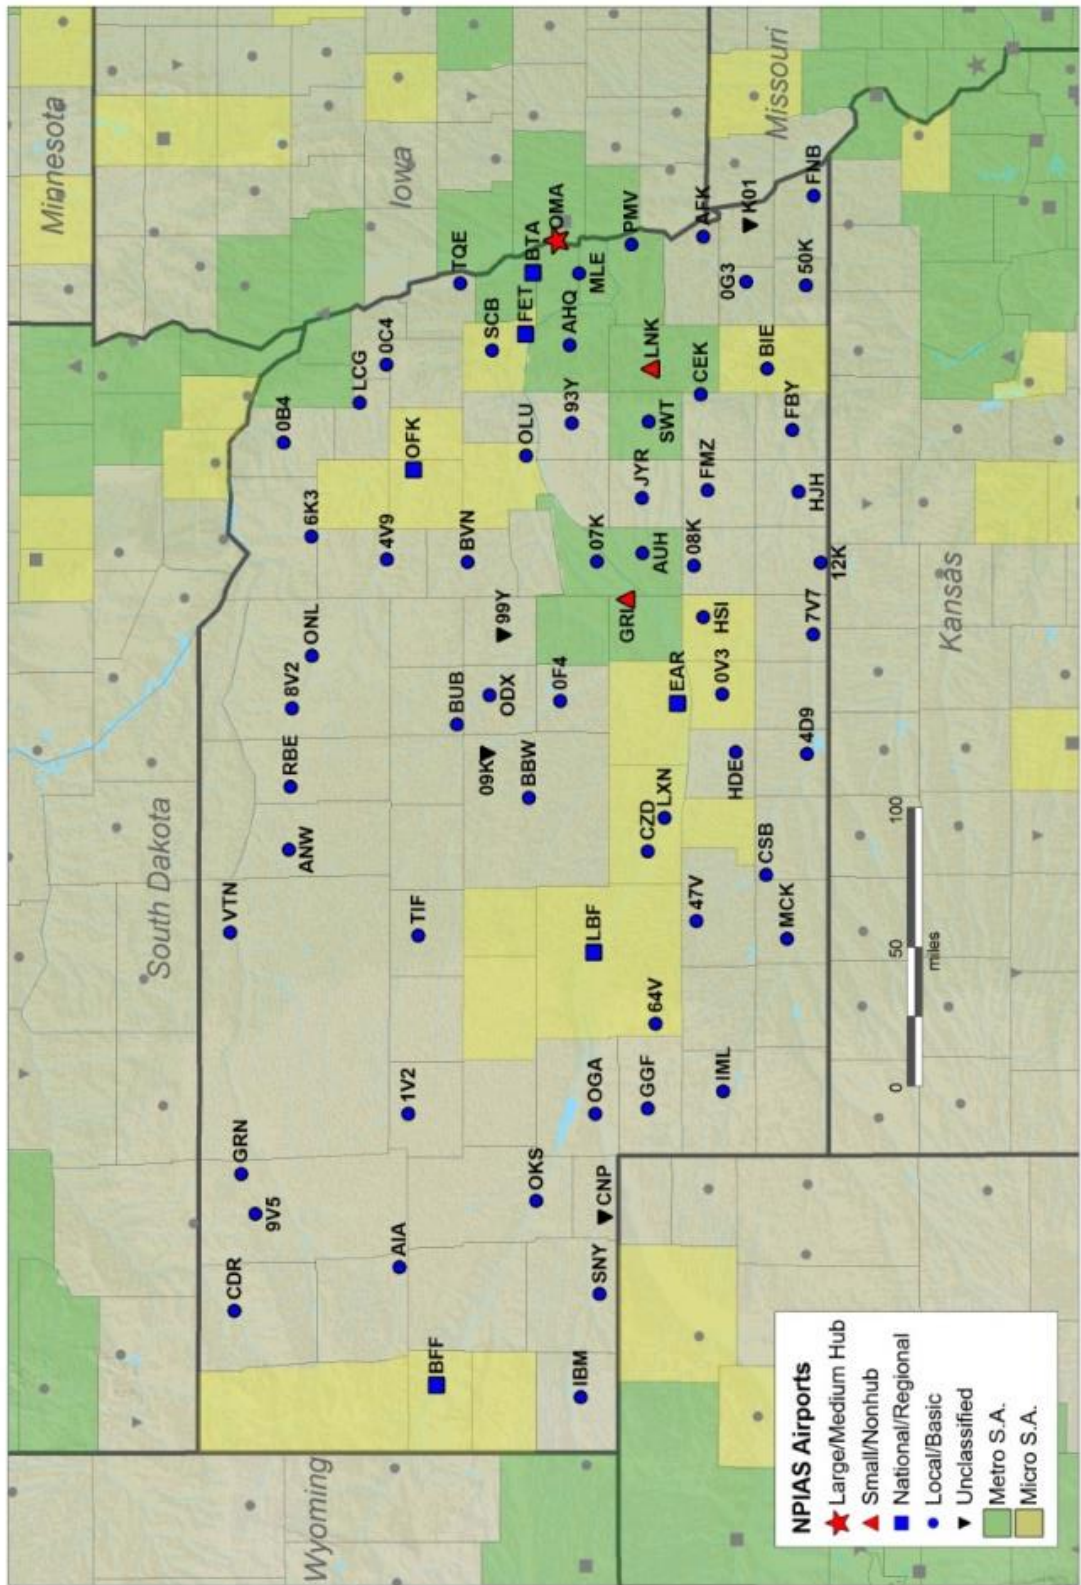 Minnesota
South Dakota
Iowa
Wyoming
Missouri
Kansas
CDR
9V5
GRN
VTN
ANW
RBE
8V2
ONL
6K3
0B4
LCG
0C4
BFF
AIA
1V2
TIF
4V9
OFK
TQE
BUB
BVN
ODX
99Y
09K
BBW
SCB
FET
BTA
OMA
OLU
OKS
0F4
93Y
AHQ
MLE
IBM
SNY
CNP
OGA
LBF
GRI
07K
PMV
GGF
64V
CZD
LXN
EAR
AUH
JYR
SWT
LNK
IML
47V
HDE
0V3
HSI
08K
FMZ
CEK
AFK
K01
0G3
MCK
CSB
4D9
7V7
12K
HJH
FBY
BIE
50K
FNB
0
50
100
miles
NPIAS Airports
Large/Medium Hub
Small/Nonhub
National/Regional
Local/Basic
Unclassified
Metro S.A.
Micro S.A.